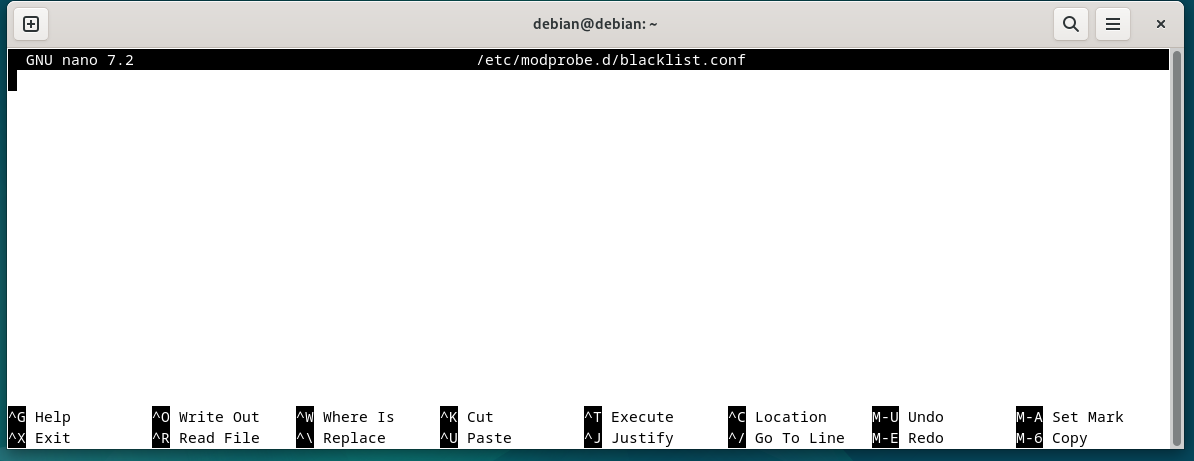 debian@debian: ~
GNU nano 7.2 /etc/modprobe.d/blacklist.conf
^G Help ^O Write Out ^W Where Is ^K Cut ^T Execute ^C Location M-U Undo M-A Set Mark
^X Exit ^R Read File ^\ Replace ^U Paste ^J Justify ^/ Go To Line M-E Redo M-6 Copy